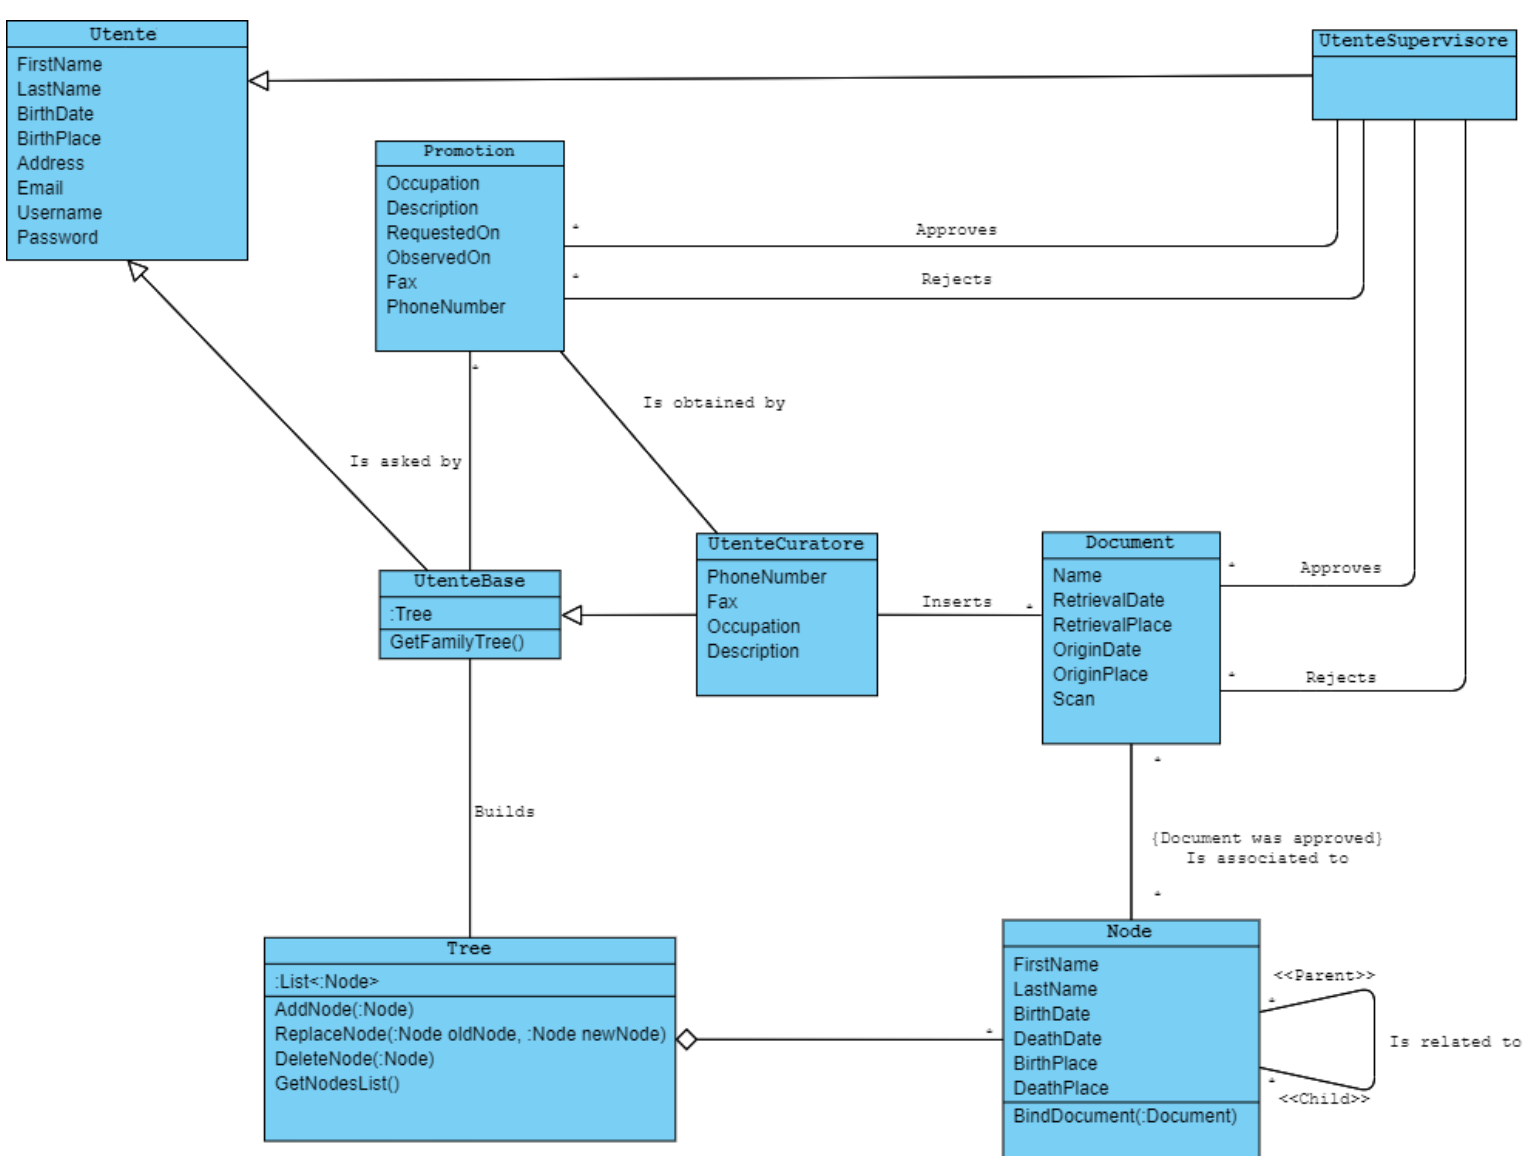 Utente
FirstName
LastName
BirthDate
BirthPlace
Address
Email
Username
Password
UtenteSupervisore
Promotion
Occupation
Description
RequestedOn
ObservedOn
Fax
PhoneNumber
*
Approves
*
Rejects
*
Is obtained by
Is asked by
UtenteBase
:Tree
GetFamilyTree()
UtenteCuratore
PhoneNumber
Fax
Occupation
Description
Inserts
*
Document
Name
RetrievalDate
RetrievalPlace
OriginDate
OriginPlace
Scan
*
Approves
*
Rejects
*
{Document was approved}
Is associated to
*
Builds
Tree
:List<:Node>
AddNode(:Node)
ReplaceNode(:Node oldNode, :Node newNode)
DeleteNode(:Node)
GetNodesList()
*
Node
FirstName
LastName
BirthDate
DeathDate
BirthPlace
DeathPlace
BindDocument(:Document)
<<Parent>>
*
Is related to
*
<<Child>>